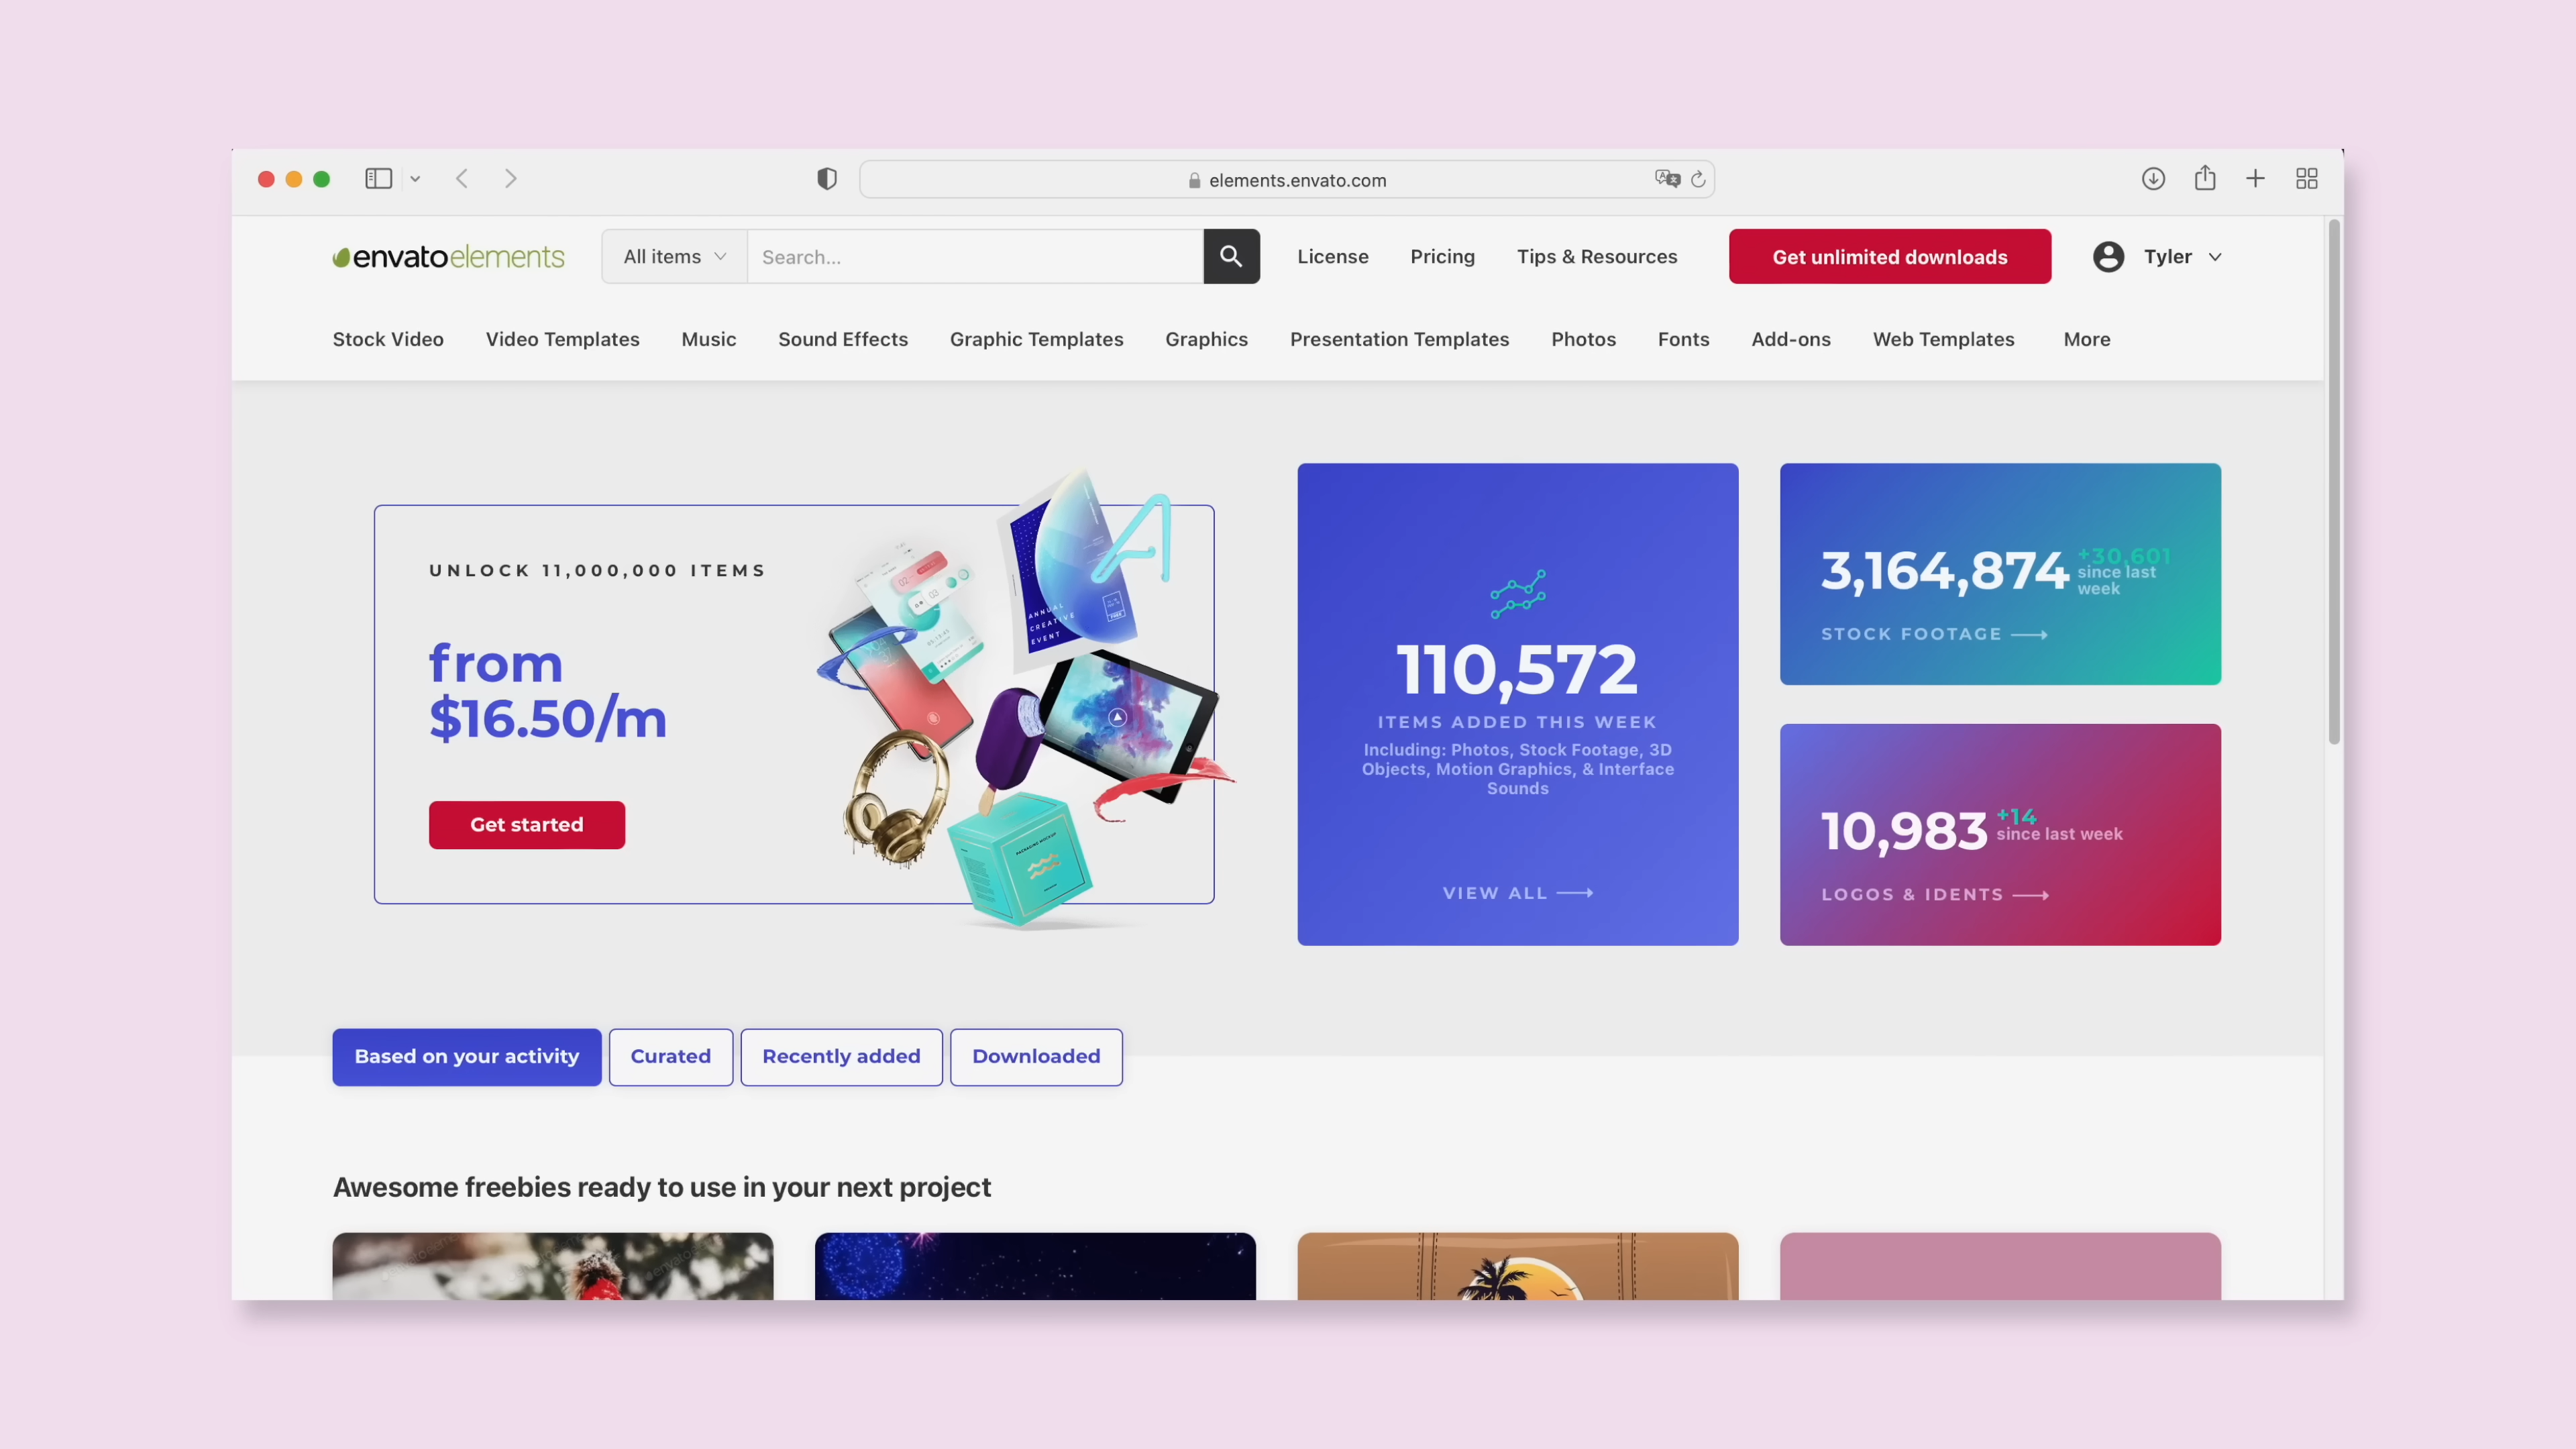 elements.envato.com
envatoelements
All items
Search...
License
Pricing
Tips & Resources
Get unlimited downloads
Tyler
Stock Video
Video Templates
Music
Sound Effects
Graphic Templates
Graphics
Presentation Templates
Photos
Fonts
Add-ons
Web Templates
More
UNLOCK 11,000,000 ITEMS
from
$16.50/m
Get started
ANNUAL
CREATIVE
EVENT
PACKAGING MOCKUP
110,572
ITEMS ADDED THIS WEEK
Including: Photos, Stock Footage, 3D
Objects, Motion Graphics, & Interface
Sounds
VIEW ALL
3,164,874
+30,601
since last
week
STOCK FOOTAGE
10,983
+14
since last week
LOGOS & IDENTS
Based on your activity
Curated
Recently added
Downloaded
Awesome freebies ready to use in your next project